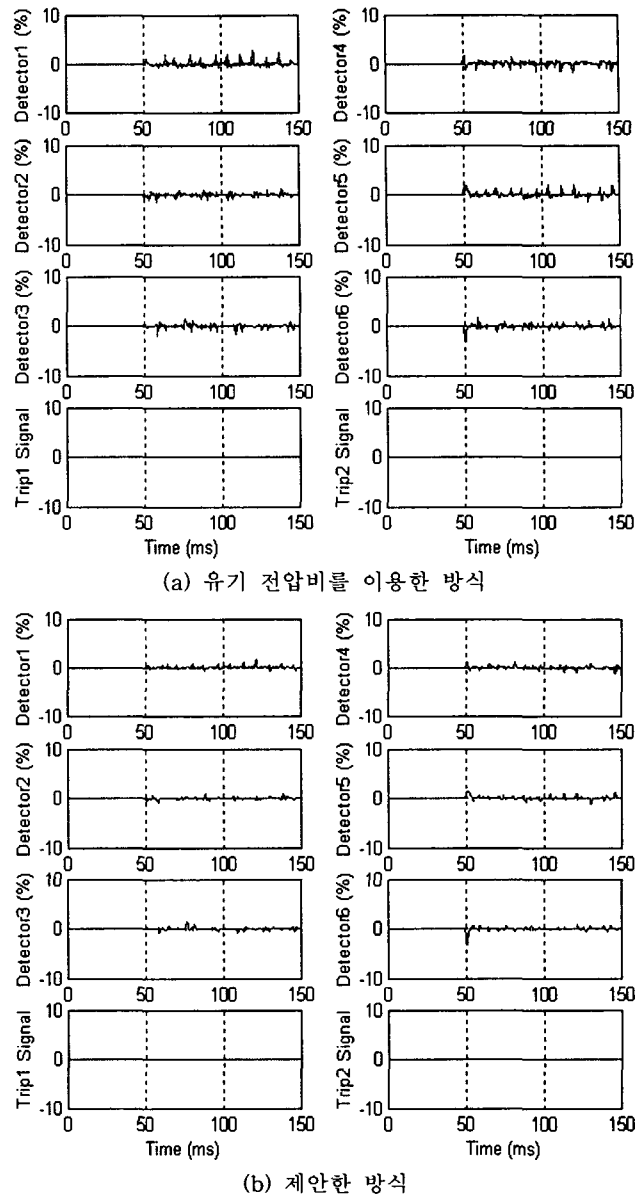 10
0
-10
Detector1 (%)
0 50 100 150
10
0
-10
Detector4 (%)
0 50 100 150
10
0
-10
Detector2 (%)
0 50 100 150
10
0
-10
Detector5 (%)
0 50 100 150
10
0
-10
Detector3 (%)
0 50 100 150
10
0
-10
Detector6 (%)
0 50 100 150
10
0
-10
Trip1 Signal
0 50 100 150
Time (ms)
10
0
-10
Trip2 Signal
0 50 100 150
Time (ms)
(a) 유기 전압비를 이용한 방식
10
0
-10
Detector1 (%)
0 50 100 150
10
0
-10
Detector4 (%)
0 50 100 150
10
0
-10
Detector2 (%)
0 50 100 150
10
0
-10
Detector5 (%)
0 50 100 150
10
0
-10
Detector3 (%)
0 50 100 150
10
0
-10
Detector6 (%)
0 50 100 150
10
0
-10
Trip1 Signal
0 50 100 150
Time (ms)
10
0
-10
Trip2 Signal
0 50 100 150
Time (ms)
(b) 제안한 방식